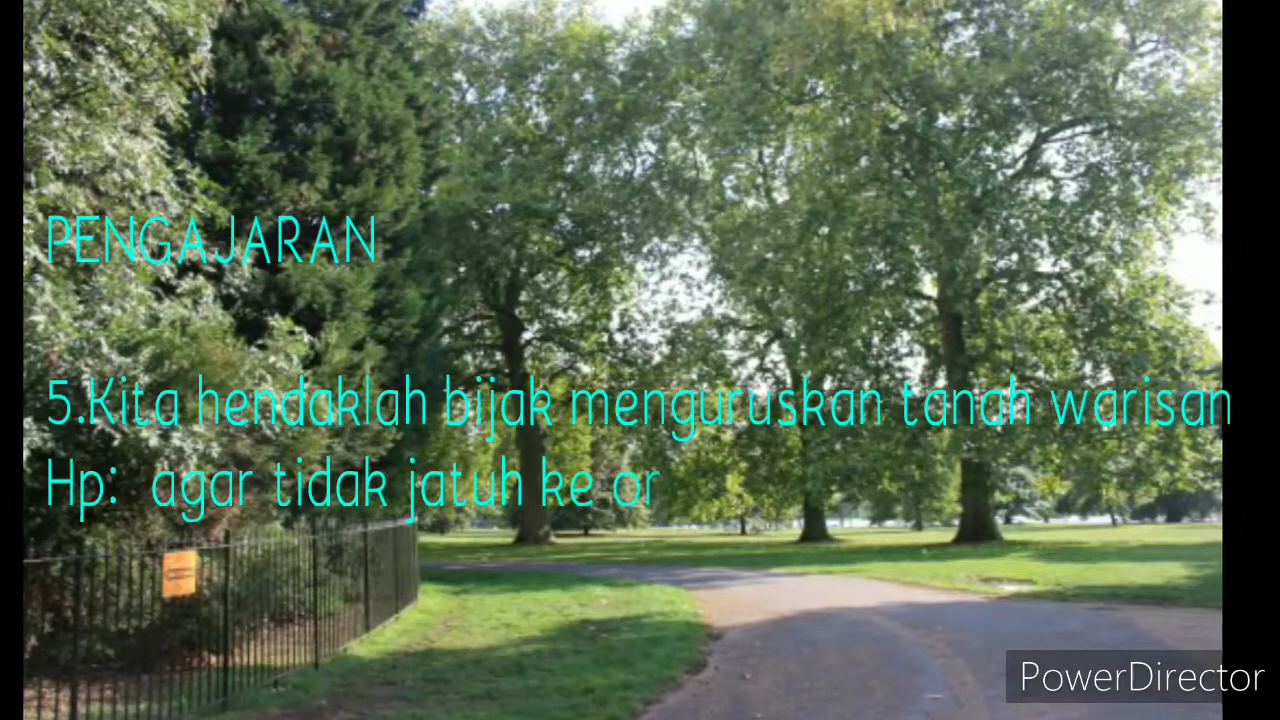 PENGAJARAN
5.Kita hendaklah bijak menguruskan tanah warisan
Hp: agar tidak jatuh ke or
PowerDirector